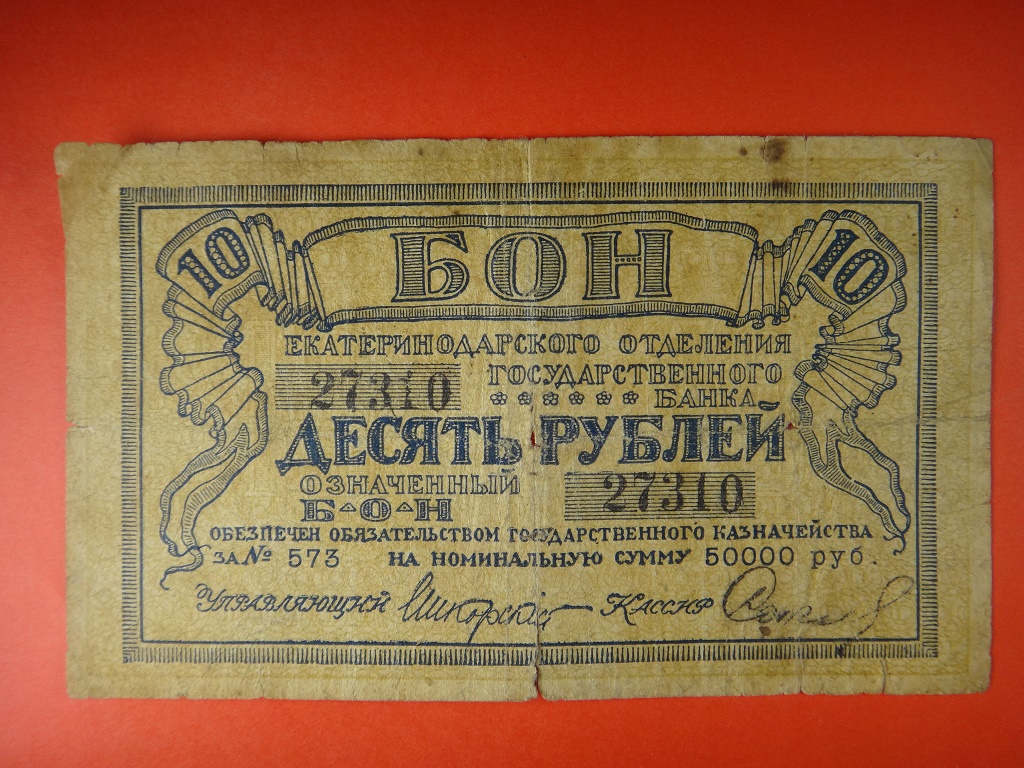 10 БОН 10
ЕКАТЕРИНОДАРСКОГО ОТДЕЛЕНИЯ
27310 ГОСУДАРСТВЕННОГО
БАНКА
ДЕСЯТЬ РУБЛЕЙ
ОЗНАЧЕННЫЙ 27310
Б-О-Н
ОБЕЗПЕЧЕН ОБЯЗАТЕЛЬСТВОМ ГОСУДАРСТВЕННОГО КАЗНАЧЕЙСТВА
ЗА № 573 НА НОМИНАЛЬНУЮ СУММУ 50000 руб.
УПРАВЛЯЮЩИЙ КАССИР